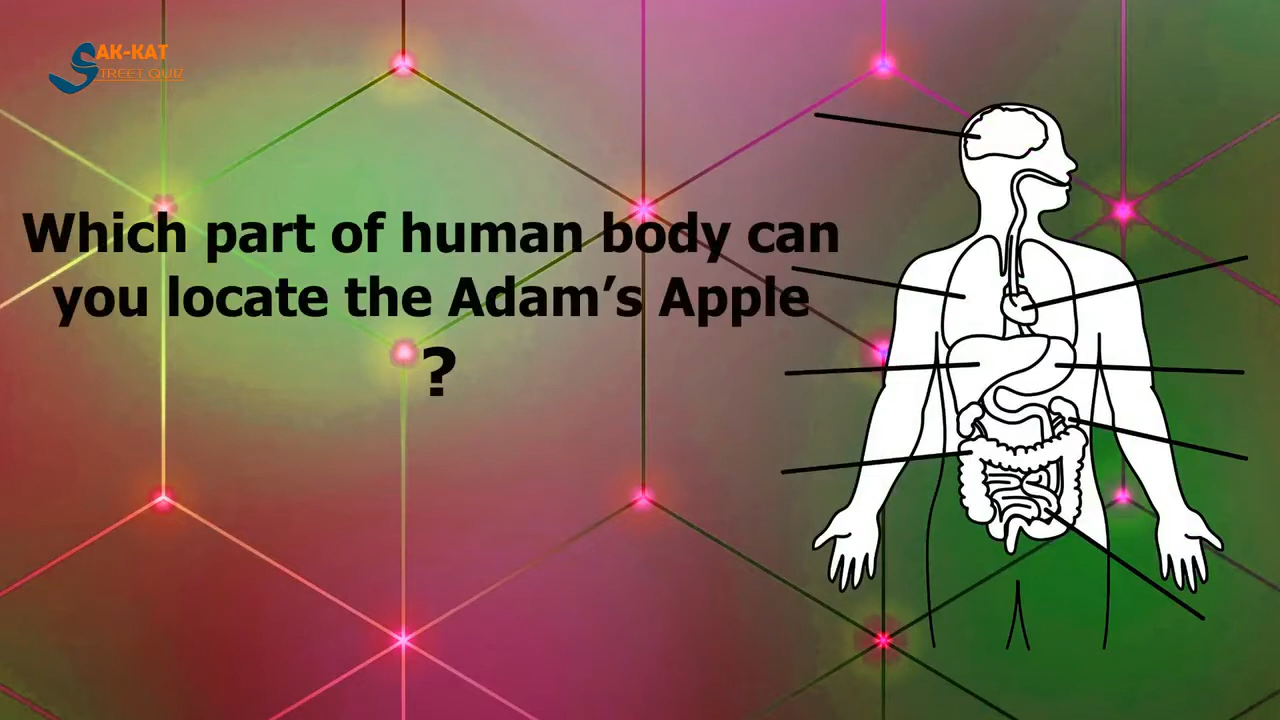 SAK-KAT
STREET QUIZ
Which part of human body can
you locate the Adam’s Apple
?